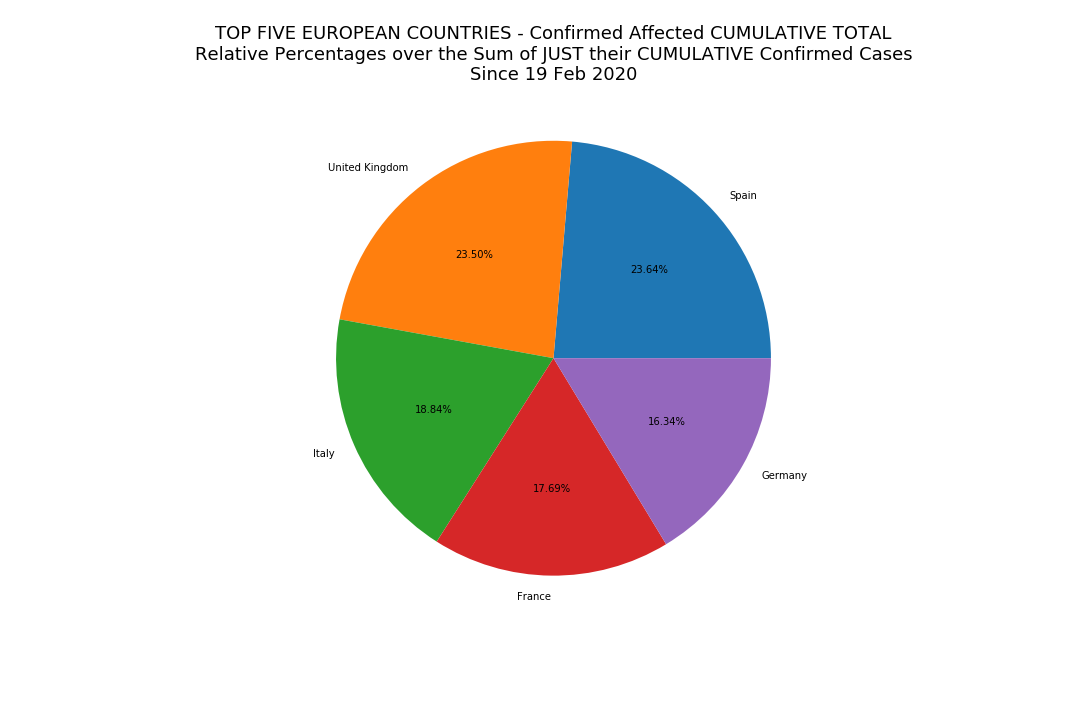 TOP FIVE EUROPEAN COUNTRIES - Confirmed Affected CUMULATIVE TOTAL
Relative Percentages over the Sum of JUST their CUMULATIVE Confirmed Cases
Since 19 Feb 2020
United Kingdom
Spain
23.50%
23.64%
18.84%
16.34%
Italy
Germany
17.69%
France